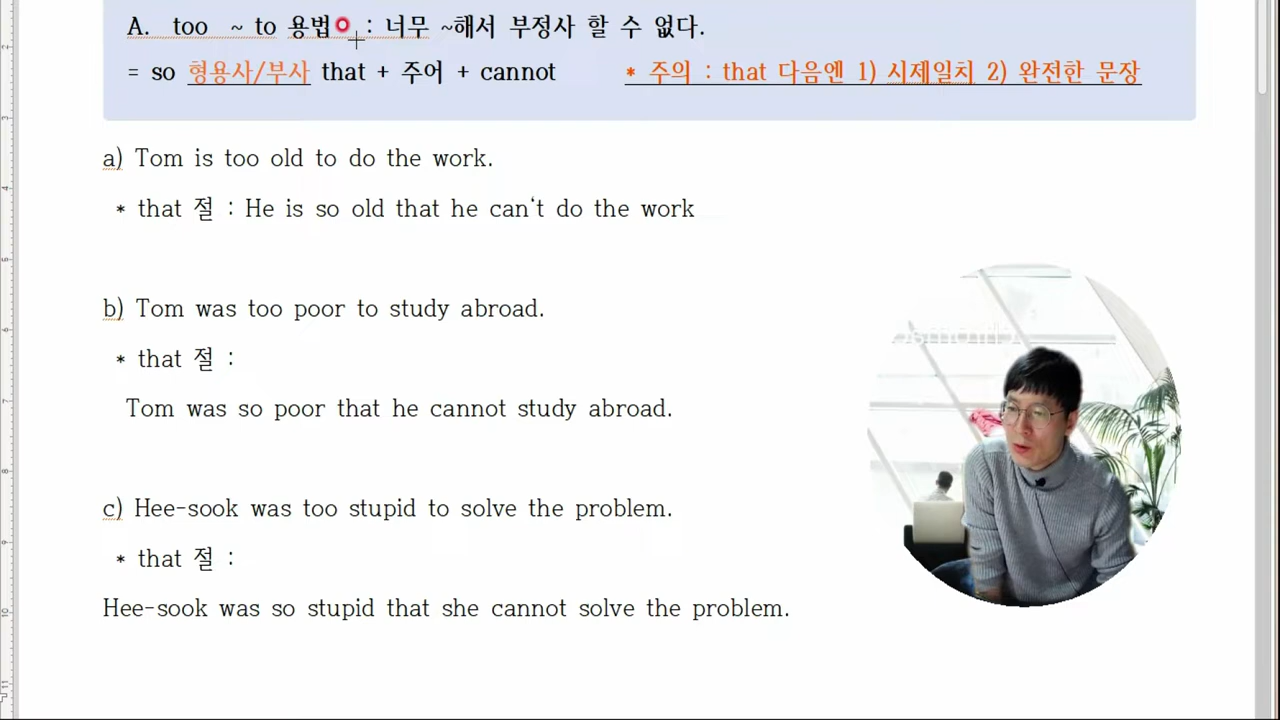 A. too ~ to 용법 : 너무 ~해서 부정사 할 수 없다.
= so 형용사/부사 that + 주어 + cannot * 주의 : that 다음엔 1) 시제일치 2) 완전한 문장
a) Tom is too old to do the work.
* that 절 : He is so old that he can‘t do the work
b) Tom was too poor to study abroad.
* that 절 :
Tom was so poor that he cannot study abroad.
c) Hee-sook was too stupid to solve the problem.
* that 절 :
Hee-sook was so stupid that she cannot solve the problem.